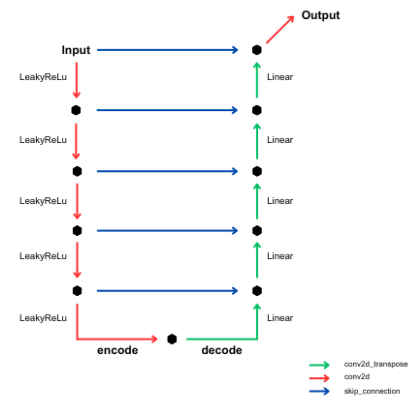 Output
Input
LeakyReLu
Linear
LeakyReLu
Linear
LeakyReLu
Linear
LeakyReLu
Linear
LeakyReLu
Linear
encode
decode
conv2d_transpose
conv2d
skip_connection